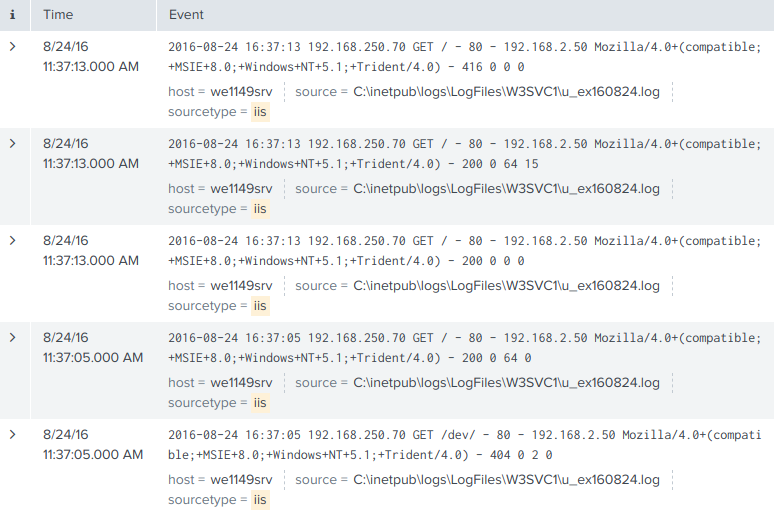 i Time Event
8/24/16 2016-08-24 16:37:13 192.168.250.70 GET / - 80 - 192.168.2.50 Mozilla/4.0+(compatible;
11:37:13.000 AM +MSIE+8.0;+Windows+NT+5.1;+Trident/4.0) - 416 0 0 0
host = we1149srv source = C:\inetpub\logs\LogFiles\W3SVC1\u_ex160824.log
sourcetype = iis
8/24/16 2016-08-24 16:37:13 192.168.250.70 GET / - 80 - 192.168.2.50 Mozilla/4.0+(compatible;
11:37:13.000 AM +MSIE+8.0;+Windows+NT+5.1;+Trident/4.0) - 200 0 64 15
host = we1149srv source = C:\inetpub\logs\LogFiles\W3SVC1\u_ex160824.log
sourcetype = iis
8/24/16 2016-08-24 16:37:13 192.168.250.70 GET / - 80 - 192.168.2.50 Mozilla/4.0+(compatible;
11:37:13.000 AM +MSIE+8.0;+Windows+NT+5.1;+Trident/4.0) - 200 0 0 0
host = we1149srv source = C:\inetpub\logs\LogFiles\W3SVC1\u_ex160824.log
sourcetype = iis
8/24/16 2016-08-24 16:37:05 192.168.250.70 GET / - 80 - 192.168.2.50 Mozilla/4.0+(compatible;
11:37:05.000 AM +MSIE+8.0;+Windows+NT+5.1;+Trident/4.0) - 200 0 64 0
host = we1149srv source = C:\inetpub\logs\LogFiles\W3SVC1\u_ex160824.log
sourcetype = iis
8/24/16 2016-08-24 16:37:05 192.168.250.70 GET /dev/ - 80 - 192.168.2.50 Mozilla/4.0+(compati
11:37:05.000 AM ble;+MSIE+8.0;+Windows+NT+5.1;+Trident/4.0) - 404 0 2 0
host = we1149srv source = C:\inetpub\logs\LogFiles\W3SVC1\u_ex160824.log
sourcetype = iis